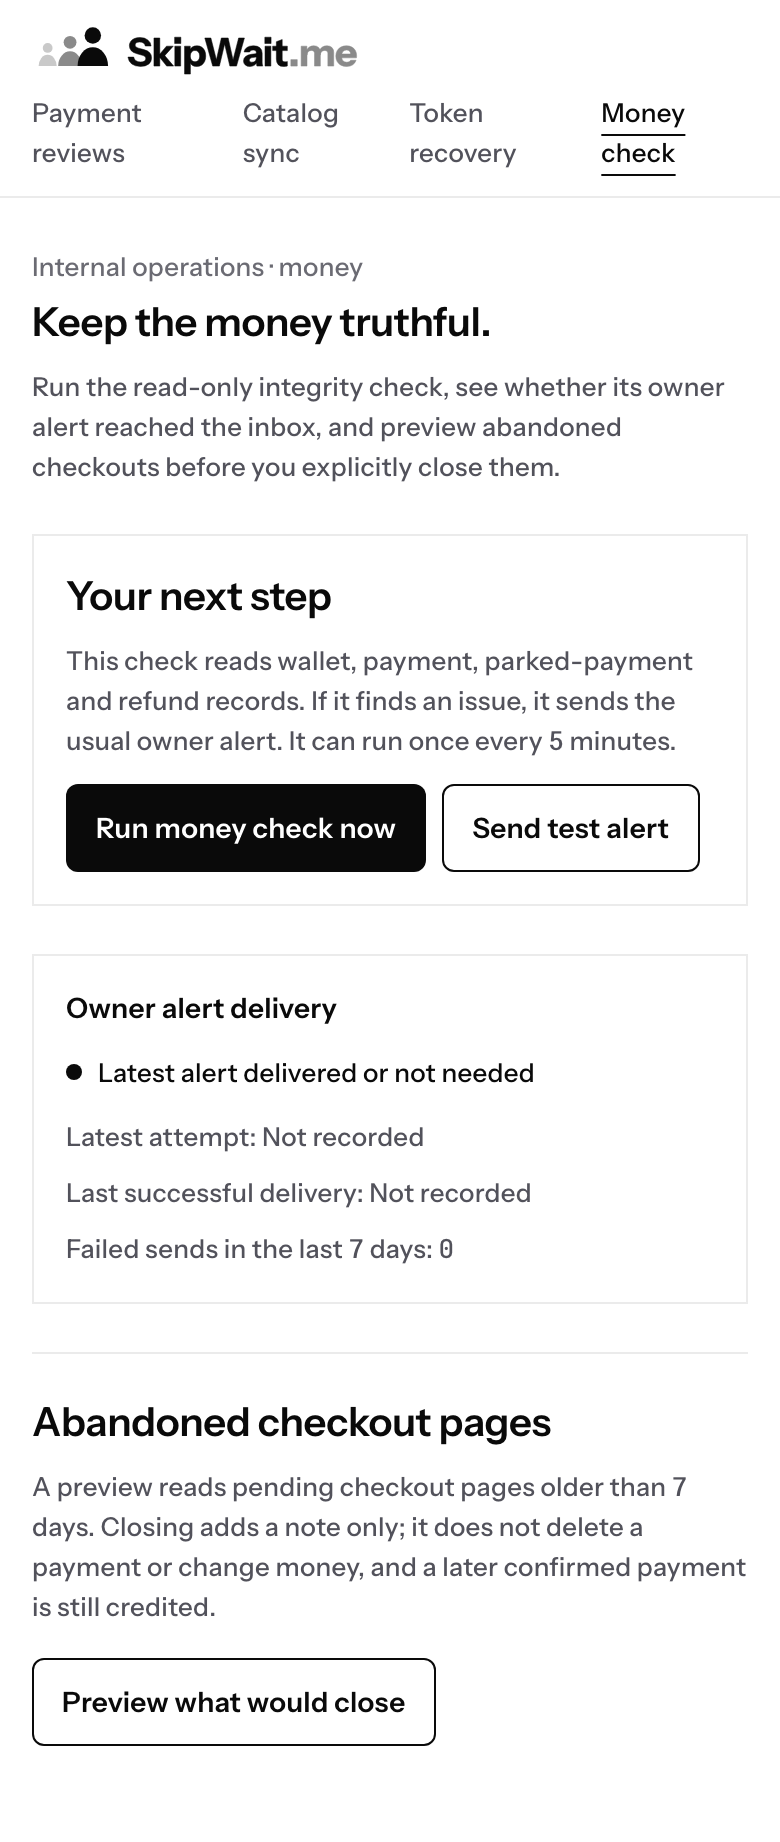 SkipWait.me
Payment reviews
Catalog sync
Token recovery
Money check
Internal operations · money
Keep the money truthful.
Run the read-only integrity check, see whether its owner
alert reached the inbox, and preview abandoned
checkouts before you explicitly close them.
Your next step
This check reads wallet, payment, parked-payment
and refund records. If it finds an issue, it sends the
usual owner alert. It can run once every 5 minutes.
Run money check now
Send test alert
Owner alert delivery
Latest alert delivered or not needed
Latest attempt: Not recorded
Last successful delivery: Not recorded
Failed sends in the last 7 days: 0
Abandoned checkout pages
A preview reads pending checkout pages older than 7
days. Closing adds a note only; it does not delete a
payment or change money, and a later confirmed payment
is still credited.
Preview what would close